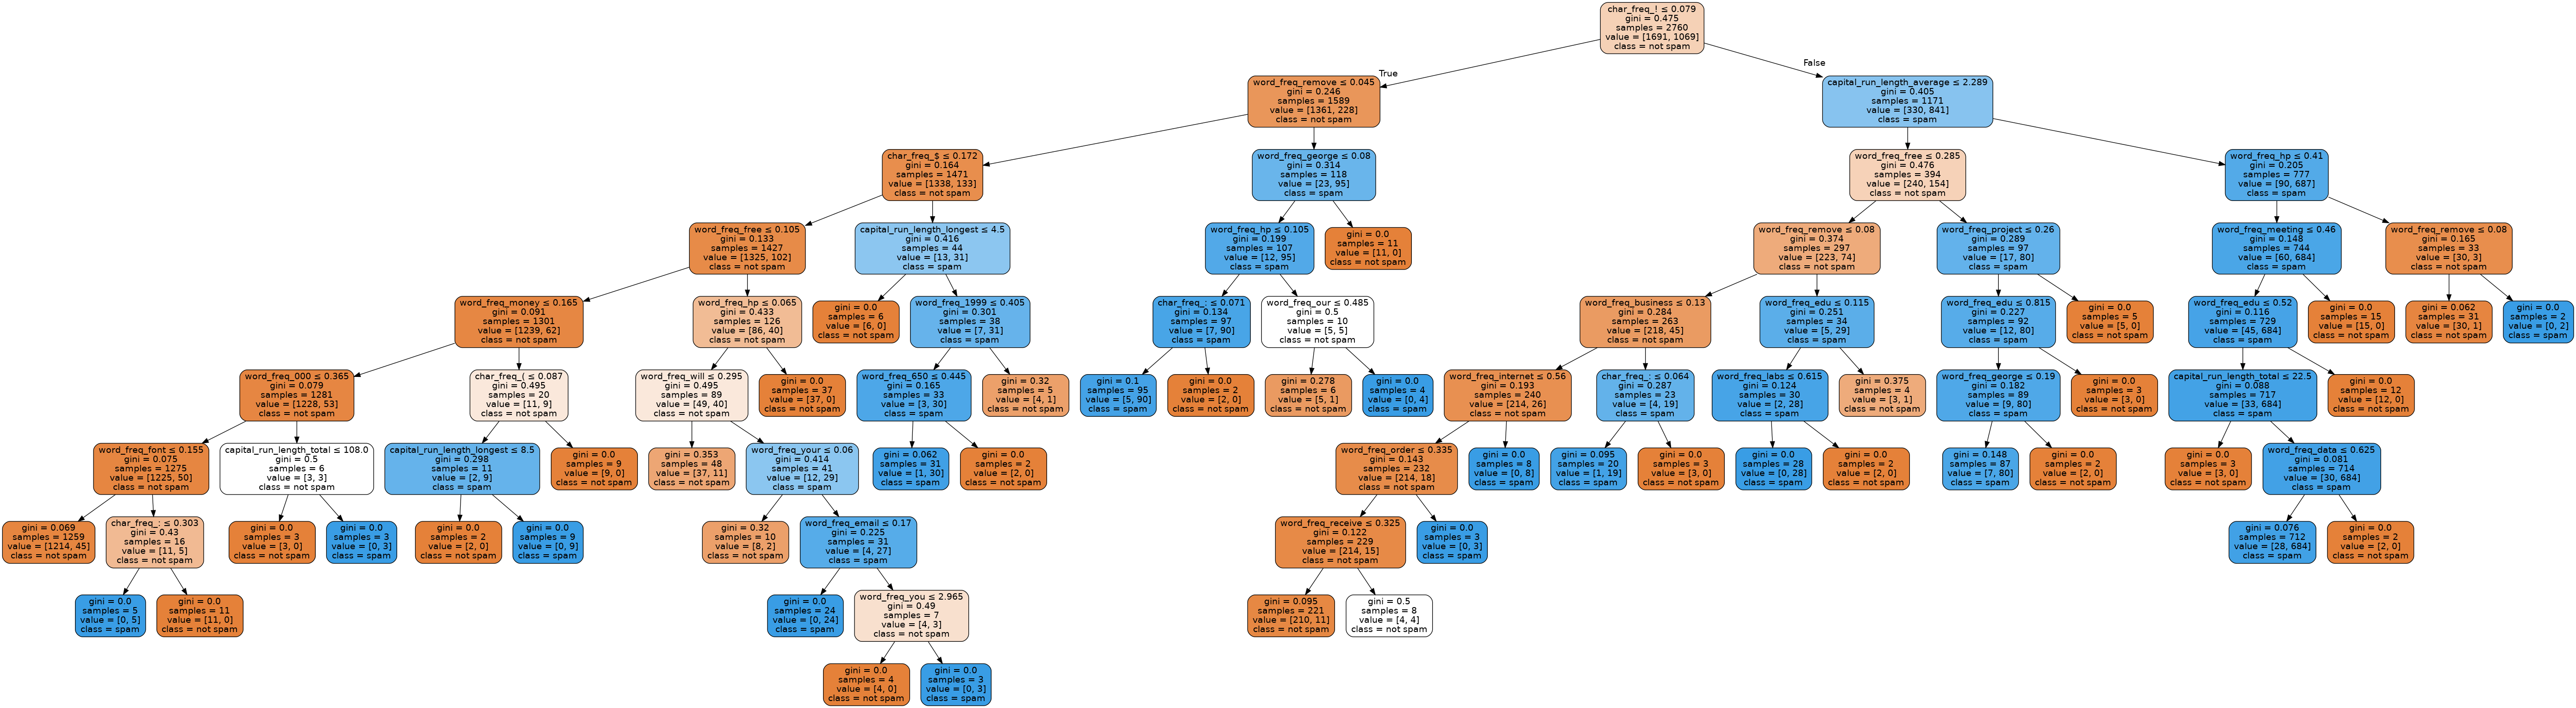 char_freq_! ≤ 0.079
gini = 0.475
samples = 2760
value = [1691, 1069]
class = not spam
True
False
word_freq_remove ≤ 0.045
gini = 0.246
samples = 1589
value = [1361, 228]
class = not spam
capital_run_length_average ≤ 2.289
gini = 0.405
samples = 1171
value = [330, 841]
class = spam
char_freq_$ ≤ 0.172
gini = 0.164
samples = 1471
value = [1338, 133]
class = not spam
word_freq_george ≤ 0.08
gini = 0.314
samples = 118
value = [23, 95]
class = spam
word_freq_free ≤ 0.285
gini = 0.476
samples = 394
value = [240, 154]
class = not spam
word_freq_hp ≤ 0.41
gini = 0.205
samples = 777
value = [90, 687]
class = spam
word_freq_free ≤ 0.105
gini = 0.133
samples = 1427
value = [1325, 102]
class = not spam
capital_run_length_longest ≤ 4.5
gini = 0.416
samples = 44
value = [13, 31]
class = spam
word_freq_hp ≤ 0.105
gini = 0.199
samples = 107
value = [12, 95]
class = spam
gini = 0.0
samples = 11
value = [11, 0]
class = not spam
word_freq_remove ≤ 0.08
gini = 0.374
samples = 297
value = [223, 74]
class = not spam
word_freq_project ≤ 0.26
gini = 0.289
samples = 97
value = [17, 80]
class = spam
word_freq_meeting ≤ 0.46
gini = 0.148
samples = 744
value = [60, 684]
class = spam
word_freq_remove ≤ 0.08
gini = 0.165
samples = 33
value = [30, 3]
class = not spam
word_freq_money ≤ 0.165
gini = 0.091
samples = 1301
value = [1239, 62]
class = not spam
word_freq_hp ≤ 0.065
gini = 0.433
samples = 126
value = [86, 40]
class = not spam
gini = 0.0
samples = 6
value = [6, 0]
class = not spam
word_freq_1999 ≤ 0.405
gini = 0.301
samples = 38
value = [7, 31]
class = spam
char_freq_; ≤ 0.071
gini = 0.134
samples = 97
value = [7, 90]
class = spam
word_freq_our ≤ 0.485
gini = 0.5
samples = 10
value = [5, 5]
class = not spam
word_freq_business ≤ 0.13
gini = 0.284
samples = 263
value = [218, 45]
class = not spam
word_freq_edu ≤ 0.115
gini = 0.251
samples = 34
value = [5, 29]
class = spam
word_freq_edu ≤ 0.815
gini = 0.227
samples = 92
value = [12, 80]
class = spam
gini = 0.0
samples = 5
value = [5, 0]
class = not spam
word_freq_edu ≤ 0.52
gini = 0.116
samples = 729
value = [45, 684]
class = spam
gini = 0.0
samples = 15
value = [15, 0]
class = not spam
gini = 0.062
samples = 31
value = [30, 1]
class = not spam
gini = 0.0
samples = 2
value = [0, 2]
class = spam
word_freq_000 ≤ 0.365
gini = 0.079
samples = 1281
value = [1228, 53]
class = not spam
char_freq_( ≤ 0.087
gini = 0.495
samples = 20
value = [11, 9]
class = not spam
word_freq_will ≤ 0.295
gini = 0.495
samples = 89
value = [49, 40]
class = not spam
gini = 0.0
samples = 37
value = [37, 0]
class = not spam
word_freq_650 ≤ 0.445
gini = 0.165
samples = 33
value = [3, 30]
class = spam
gini = 0.32
samples = 5
value = [4, 1]
class = not spam
gini = 0.1
samples = 95
value = [5, 90]
class = spam
gini = 0.0
samples = 2
value = [2, 0]
class = not spam
gini = 0.278
samples = 6
value = [5, 1]
class = not spam
gini = 0.0
samples = 4
value = [0, 4]
class = spam
word_freq_internet ≤ 0.56
gini = 0.193
samples = 240
value = [214, 26]
class = not spam
char_freq_; ≤ 0.064
gini = 0.287
samples = 23
value = [4, 19]
class = spam
word_freq_labs ≤ 0.615
gini = 0.124
samples = 30
value = [2, 28]
class = spam
gini = 0.375
samples = 4
value = [3, 1]
class = not spam
word_freq_george ≤ 0.19
gini = 0.182
samples = 89
value = [9, 80]
class = spam
gini = 0.0
samples = 3
value = [3, 0]
class = not spam
capital_run_length_total ≤ 22.5
gini = 0.088
samples = 717
value = [33, 684]
class = spam
gini = 0.0
samples = 12
value = [12, 0]
class = not spam
word_freq_font ≤ 0.155
gini = 0.075
samples = 1275
value = [1225, 50]
class = not spam
capital_run_length_total ≤ 108.0
gini = 0.5
samples = 6
value = [3, 3]
class = not spam
capital_run_length_longest ≤ 8.5
gini = 0.298
samples = 11
value = [2, 9]
class = spam
gini = 0.0
samples = 9
value = [9, 0]
class = not spam
gini = 0.353
samples = 48
value = [37, 11]
class = not spam
word_freq_your ≤ 0.06
gini = 0.414
samples = 41
value = [12, 29]
class = spam
gini = 0.062
samples = 31
value = [1, 30]
class = spam
gini = 0.0
samples = 2
value = [2, 0]
class = not spam
word_freq_order ≤ 0.335
gini = 0.143
samples = 232
value = [214, 18]
class = not spam
gini = 0.0
samples = 8
value = [0, 8]
class = spam
gini = 0.095
samples = 20
value = [1, 19]
class = spam
gini = 0.0
samples = 3
value = [3, 0]
class = not spam
gini = 0.0
samples = 28
value = [0, 28]
class = spam
gini = 0.0
samples = 2
value = [2, 0]
class = not spam
gini = 0.148
samples = 87
value = [7, 80]
class = spam
gini = 0.0
samples = 2
value = [2, 0]
class = not spam
gini = 0.0
samples = 3
value = [3, 0]
class = not spam
word_freq_data ≤ 0.625
gini = 0.081
samples = 714
value = [30, 684]
class = spam
gini = 0.069
samples = 1259
value = [1214, 45]
class = not spam
char_freq_; ≤ 0.303
gini = 0.43
samples = 16
value = [11, 5]
class = not spam
gini = 0.0
samples = 3
value = [3, 0]
class = not spam
gini = 0.0
samples = 3
value = [0, 3]
class = spam
gini = 0.0
samples = 2
value = [2, 0]
class = not spam
gini = 0.0
samples = 9
value = [0, 9]
class = spam
gini = 0.32
samples = 10
value = [8, 2]
class = not spam
word_freq_email ≤ 0.17
gini = 0.225
samples = 31
value = [4, 27]
class = spam
word_freq_receive ≤ 0.325
gini = 0.122
samples = 229
value = [214, 15]
class = not spam
gini = 0.0
samples = 3
value = [0, 3]
class = spam
gini = 0.076
samples = 712
value = [28, 684]
class = spam
gini = 0.0
samples = 2
value = [2, 0]
class = not spam
gini = 0.0
samples = 5
value = [0, 5]
class = spam
gini = 0.0
samples = 11
value = [11, 0]
class = not spam
gini = 0.0
samples = 24
value = [0, 24]
class = spam
word_freq_you ≤ 2.965
gini = 0.49
samples = 7
value = [4, 3]
class = not spam
gini = 0.095
samples = 221
value = [210, 11]
class = not spam
gini = 0.5
samples = 8
value = [4, 4]
class = not spam
gini = 0.0
samples = 4
value = [4, 0]
class = not spam
gini = 0.0
samples = 3
value = [0, 3]
class = spam